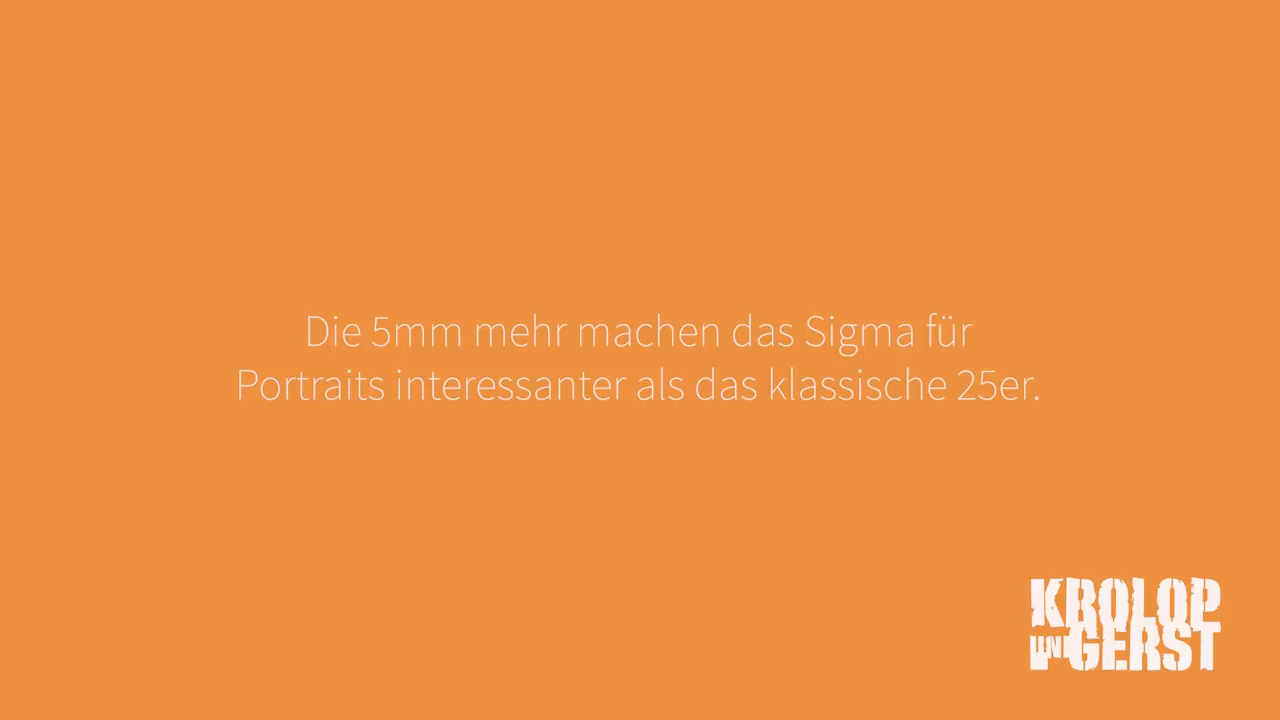 Die 5mm mehr machen das Sigma für
Portraits interessanter als das klassische 25er.
KROLOP
UND GERST